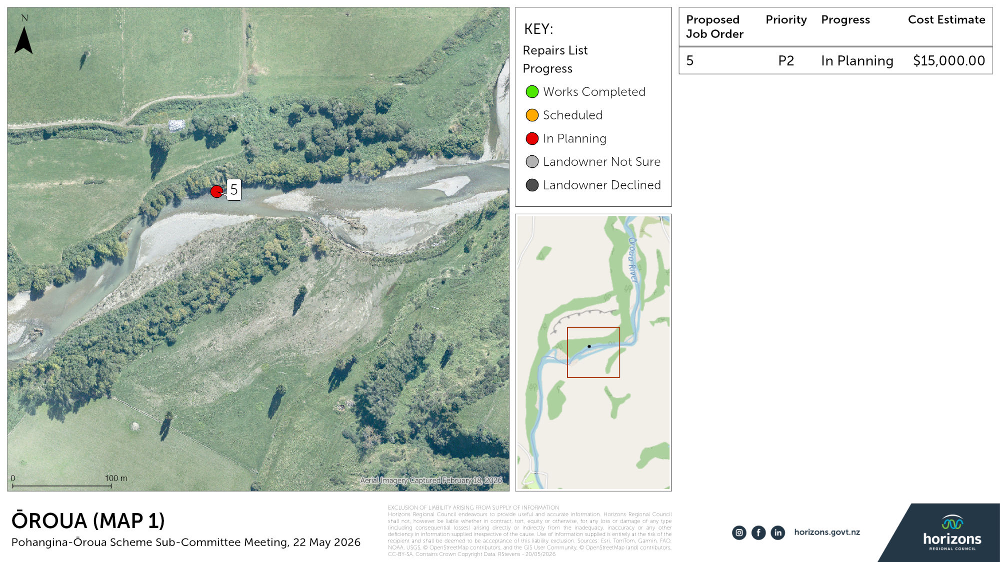 N
5
0
100 m
Aerial Imagery Captured February 18, 2026
KEY:
Repairs List
Progress
Works Completed
Scheduled
In Planning
Landowner Not Sure
Landowner Declined
Ōroua River
Proposed Job Order Priority Progress Cost Estimate
5 P2 In Planning $15,000.00
ŌROUA (MAP 1)
Pohangina-Ōroua Scheme Sub-Committee Meeting, 22 May 2026
EXCLUSION OF LIABILITY ARISING FROM SUPPLY OF INFORMATION
Horizons Regional Council endeavours to provide useful and accurate information. Horizons Regional Council
shall not, however be liable whether in contract, tort, equity or otherwise, for any loss or damage of any type
(including consequential losses) arising directly or indirectly from the inadequacy, inaccuracy or any other
deficiency in information supplied irrespective of the cause. Use of information supplied is entirely at the risk of the
recipient and shall be deemed to be acceptance of this liability exclusion. Sources: Esri, TomTom, Garmin, FAO,
NOAA, USGS, © OpenStreetMap contributors, and the GIS User Community, © OpenStreetMap (and) contributors,
CC-BY-SA. Contains Crown Copyright Data. RStevens - 20/05/2026
f
in
horizons.govt.nz
horizons
REGIONAL COUNCIL